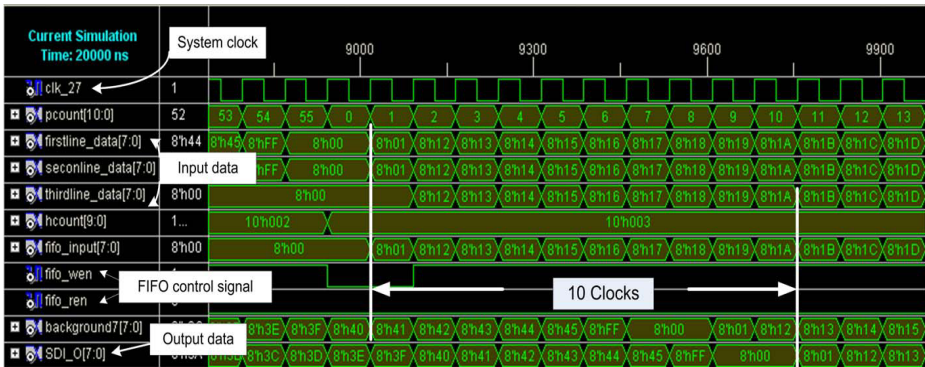 Current Simulation
Time: 20000 ns
System clock
9000 9300 9600 9900
clk_27 1
pcount[10:0] 52 53 54 55 0 1 2 3 4 5 6 7 8 9 10 11 12 13
firstline_data[7:0] 8'h44 8'h45 8'hFF 8'h00 8'h01 8'h12 8'h13 8'h14 8'h15 8'h16 8'h17 8'h18 8'h19 8'h1A 8'h1B 8'h1C 8'h1D
seconline_data[7:0] 8'hFF 8'h00 8'h01 8'h12 8'h13 8'h14 8'h15 8'h16 8'h17 8'h18 8'h19 8'h1A 8'h1B 8'h1C 8'h1D
Input data
thirdline_data[7:0] 8'h00 8'h00 8'h12 8'h13 8'h14 8'h15 8'h16 8'h17 8'h18 8'h19 8'h1A 8'h1B 8'h1C 8'h1D
hcount[9:0] 1... 10'h002 10'h003
fifo_input[7:0] 8'h00 8'h00 8'h01 8'h12 8'h13 8'h14 8'h15 8'h16 8'h17 8'h18 8'h19 8'h1A 8'h1B 8'h1C 8'h1D
fifo_wen
FIFO control signal
10 Clocks
fifo_ren
background7[7:0] 8'h3E 8'h3F 8'h40 8'h41 8'h42 8'h43 8'h44 8'h45 8'hFF 8'h00 8'h01 8'h12 8'h13 8'h14 8'h15
Output data
SDI_O[7:0] 8'h3C 8'h3D 8'h3E 8'h3F 8'h40 8'h41 8'h42 8'h43 8'h44 8'h45 8'hFF 8'h00 8'h01 8'h12 8'h13